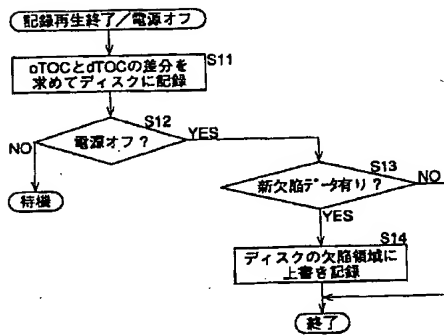 記録再生終了/電源オフ
S11
oTOCとdTOCの差分を
求めてディスクに記録
S12
電源オフ?
NO
YES
待機
S13
新欠陥データ有り?
NO
YES
S14
ディスクの欠陥領域に
上書き記録
終了